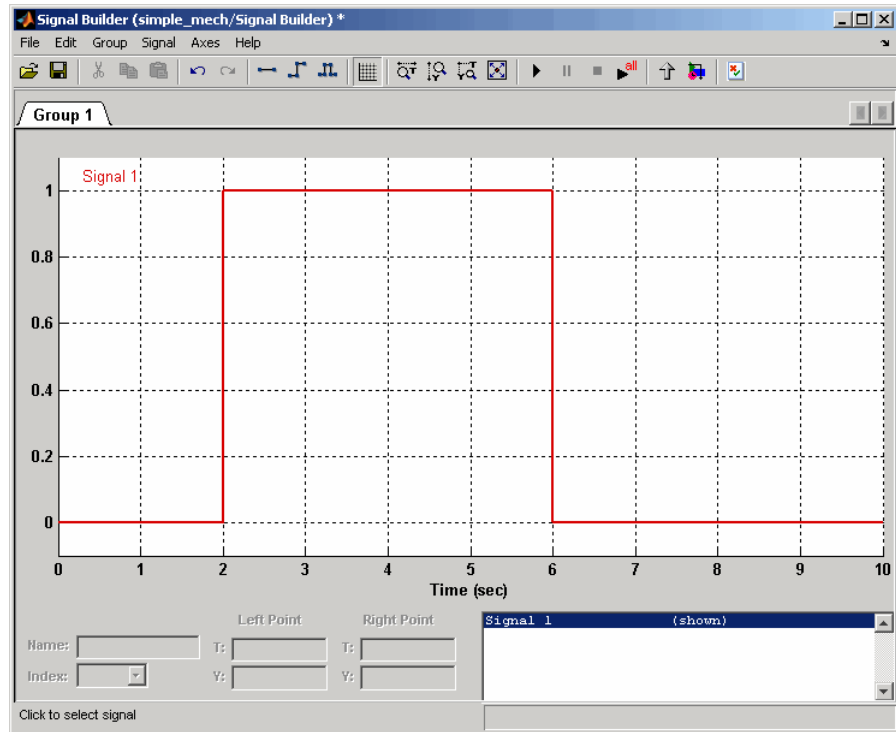 Signal Builder (simple_mech/Signal Builder) *
File Edit Group Signal Axes Help
all
Group 1
Signal 1
1
0.8
0.6
0.4
0.2
0
0 1 2 3 4 5 6 7 8 9 10
Time (sec)
Left Point Right Point
Name: T: T:
Index: Y: Y:
Signal 1 (shown)
Click to select signal